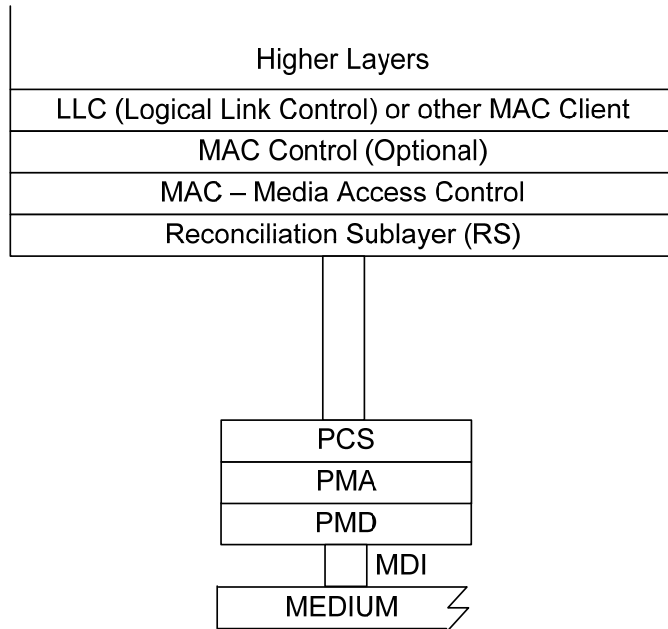 Higher Layers
LLC (Logical Link Control) or other MAC Client
MAC Control (Optional)
MAC – Media Access Control
Reconciliation Sublayer (RS)
PCS
PMA
PMD
MDI
MEDIUM